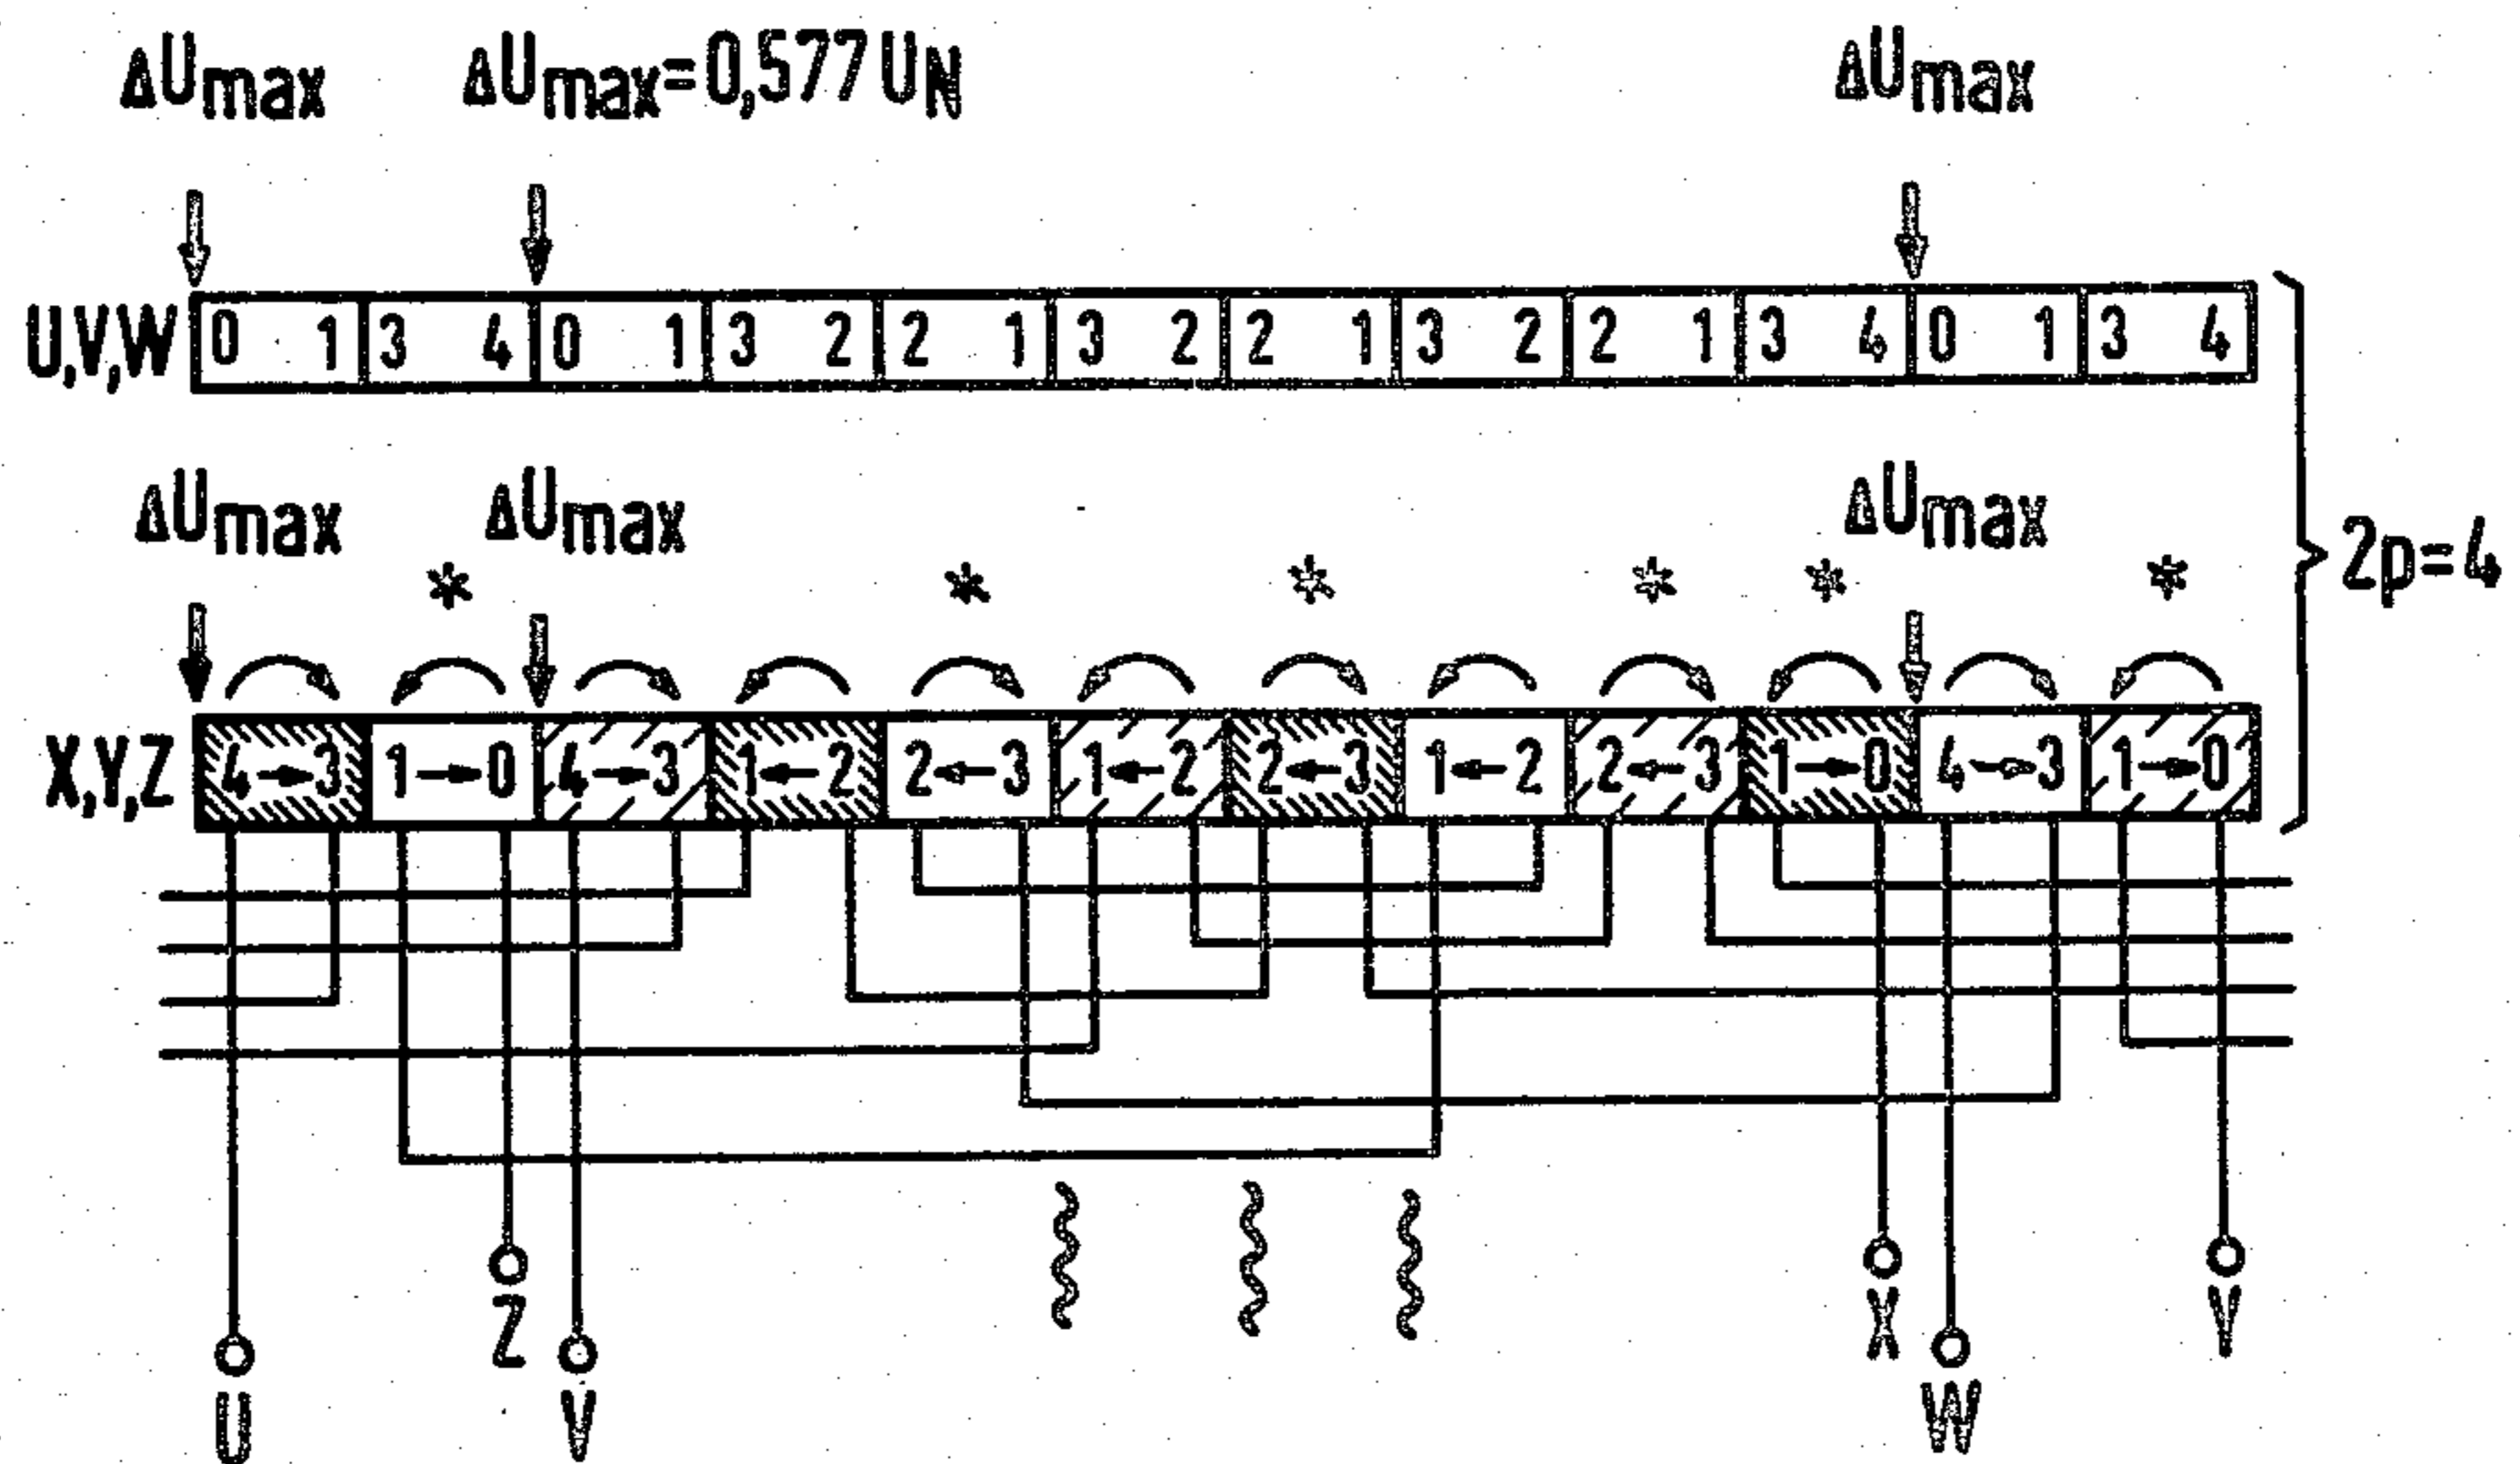 ΔUmax ΔUmax=0,577 UN ΔUmax
U,V,W 0 1 3 4 0 1 3 2 2 1 3 2 2 1 3 2 2 1 3 4 0 1 3 4
ΔUmax ΔUmax ΔUmax
* * * * * *
2p=4
X,Y,Z 4→3 1→0 4→3 1←2 2←3 1←2 2←3 1←2 2←3 1→0 4→3 1→0
Z X Y
U V W